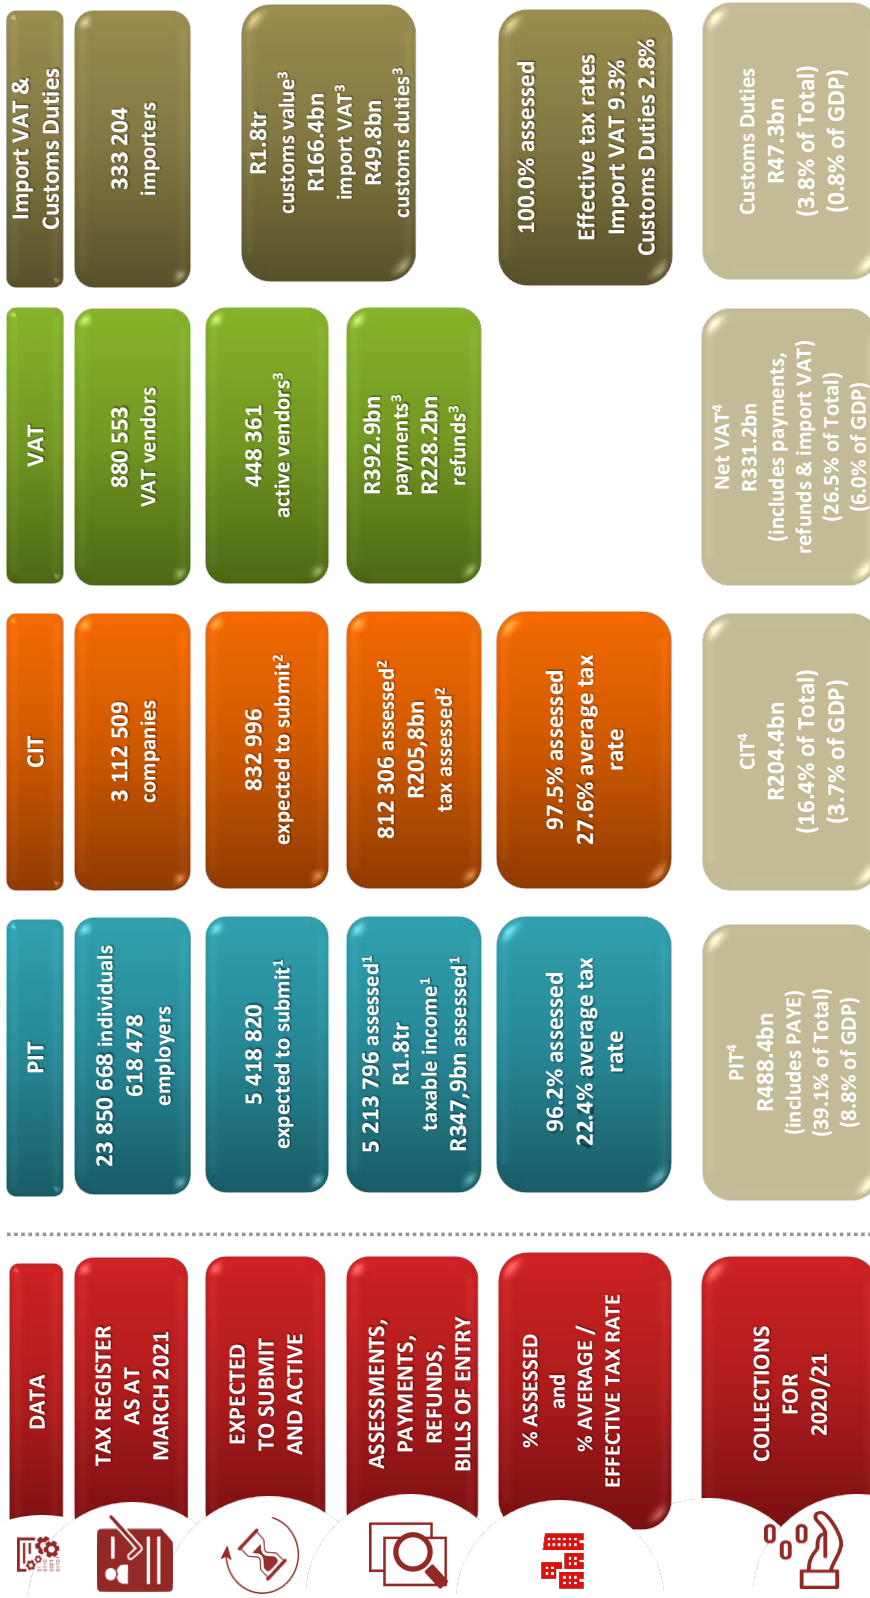 DATA
PIT
CIT
VAT
Import VAT &
Customs Duties
TAX REGISTER
AS AT
MARCH 2021
23 850 668 individuals
618 478
employers
3 112 509
companies
880 553
VAT vendors
333 204
importers
EXPECTED
TO SUBMIT
AND ACTIVE
5 418 820
expected to submit¹
832 996
expected to submit²
448 361
active vendors³
ASSESSMENTS,
PAYMENTS,
REFUNDS,
BILLS OF ENTRY
5 213 796 assessed¹
R1.8tr
taxable income¹
R347,9bn assessed¹
812 306 assessed²
R205,8bn
tax assessed²
R392.9bn
payments³
R228.2bn
refunds³
R1.8tr
customs value³
R166.4bn
import VAT³
R49.8bn
customs duties³
% ASSESSED
and
% AVERAGE /
EFFECTIVE TAX RATE
96.2% assessed
22.4% average tax
rate
97.5% assessed
27.6% average tax
rate
100.0% assessed
Effective tax rates
Import VAT 9.3%
Customs Duties 2.8%
COLLECTIONS
FOR
2020/21
PIT⁴
R488.4bn
(includes PAYE)
(39.1% of Total)
(8.8% of GDP)
CIT⁴
R204.4bn
(16.4% of Total)
(3.7% of GDP)
Net VAT⁴
R331.2bn
(includes payments,
refunds & import VAT)
(26.5% of Total)
(6.0% of GDP)
Customs Duties
R47.3bn
(3.8% of Total)
(0.8% of GDP)